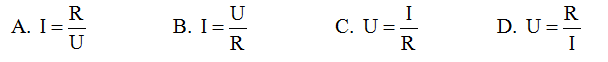 A. I = R/U B. I = U/R C. U = I/R D. U = R/I